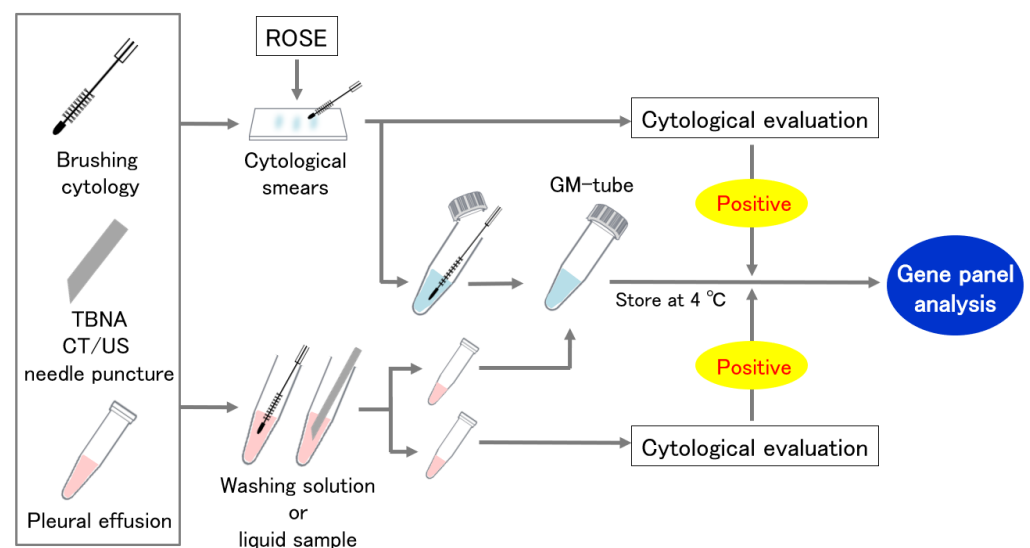 ROSE
Brushing
cytology
TBNA
CT/US
needle puncture
Pleural effusion
Cytological
smears
Washing solution
or
liquid sample
GM-tube
Store at 4 ℃
Cytological evaluation
Positive
Gene panel
analysis
Positive
Cytological evaluation